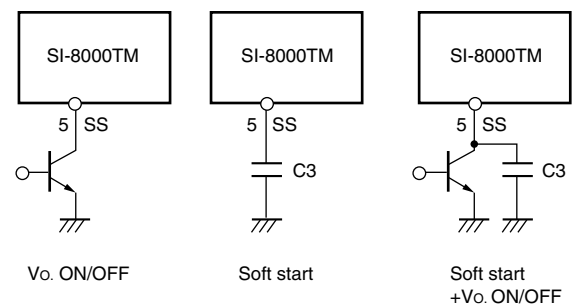 SI-8000TM
SI-8000TM
SI-8000TM
5 SS
5 SS
5 SS
C3
C3
Vo. ON/OFF
Soft start
Soft start
+Vo. ON/OFF